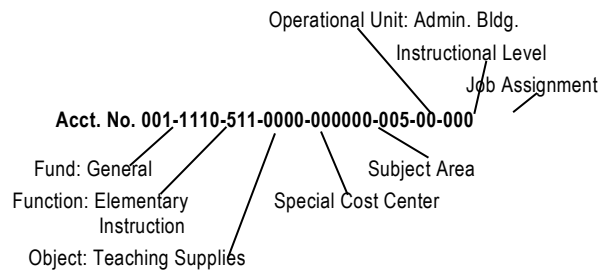 Operational Unit: Admin. Bldg.
Instructional Level
Job Assignment
Acct. No. 001-1110-511-0000-000000-005-00-000
Fund: General
Subject Area
Function: Elementary
Special Cost Center
Instruction
Object: Teaching Supplies